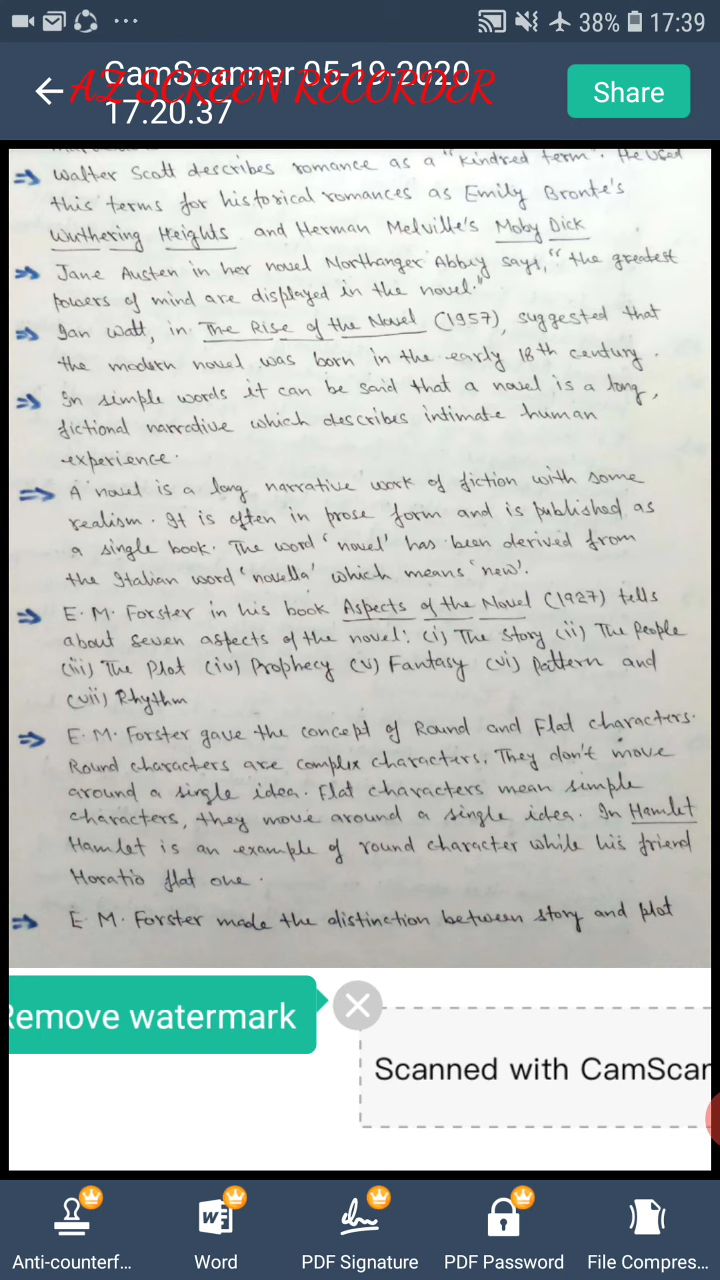 38% 17:39
CamScanner 05-19-2020
17.20.37
AZ SCREEN RECORDER
Share
⇒ Walter Scott describes romance as a "kindred term". He used
this terms for historical romances as Emily Bronte's
Wuthering Heights and Herman Melville's Moby Dick
⇒ Jane Austen in her novel Northanger Abbey says, "the greatest
powers of mind are displayed in the novel."
⇒ Ian Watt, in The Rise of the Novel (1957), suggested that
the modern novel was born in the early 18th century.
⇒ In simple words it can be said that a novel is a long,
fictional narrative which describes intimate human
experience.
⇒ A novel is a long narrative work of fiction with some
realism. It is often in prose form and is published as
a single book. The word 'novel' has been derived from
the Italian word 'novella' which means 'new'.
⇒ E. M. Forster in his book Aspects of the Novel (1927) tells
about seven aspects of the novel: (i) The Story (ii) The People
(iii) The Plot (iv) Prophecy (v) Fantasy (vi) Pattern and
(vii) Rhythm
⇒ E. M. Forster gave the concept of Round and Flat characters.
Round characters are complex characters. They don't move
around a single idea. Flat characters mean simple
characters, they move around a single idea. In Hamlet
Hamlet is an example of round character while his friend
Horatio flat one.
⇒ E. M. Forster made the distinction between story and plot
Remove watermark
Scanned with CamScan
Anti-counterf... Word PDF Signature PDF Password File Compres...